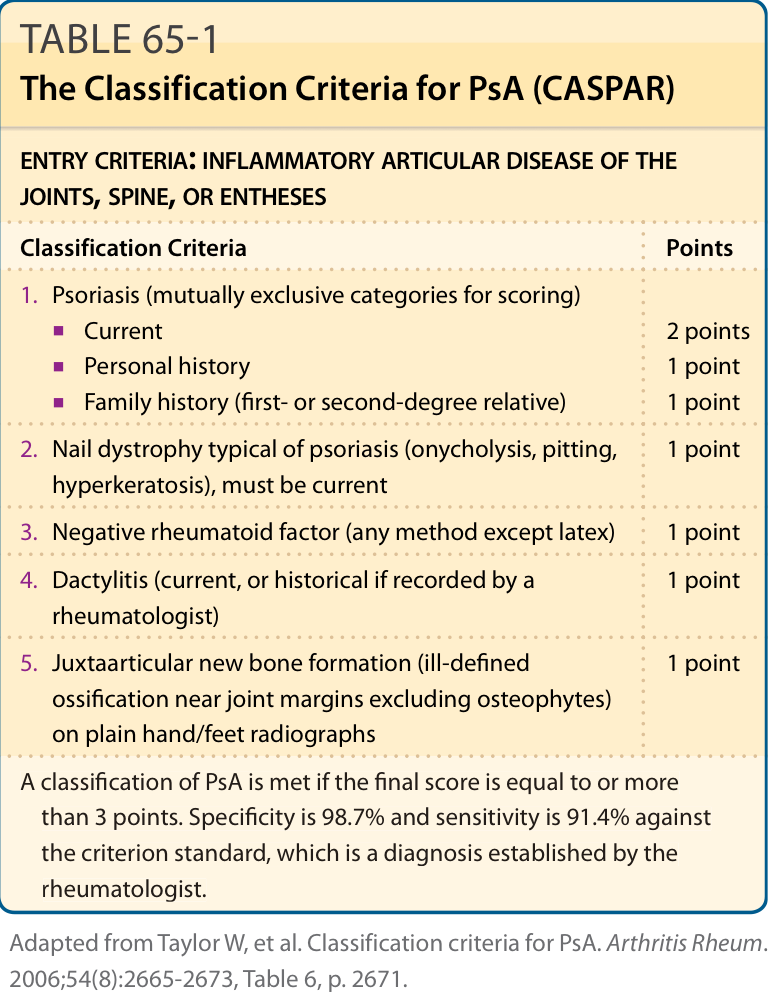 TABLE 65-1
The Classification Criteria for PsA (CASPAR)
ENTRY CRITERIA: INFLAMMATORY ARTICULAR DISEASE OF THE
JOINTS, SPINE, OR ENTHESES
Classification Criteria Points
1. Psoriasis (mutually exclusive categories for scoring)
■ Current 2 points
■ Personal history 1 point
■ Family history (first- or second-degree relative) 1 point
2. Nail dystrophy typical of psoriasis (onycholysis, pitting, 1 point
hyperkeratosis), must be current
3. Negative rheumatoid factor (any method except latex) 1 point
4. Dactylitis (current, or historical if recorded by a 1 point
rheumatologist)
5. Juxtaarticular new bone formation (ill-defined 1 point
ossification near joint margins excluding osteophytes)
on plain hand/feet radiographs
A classification of PsA is met if the final score is equal to or more
than 3 points. Specificity is 98.7% and sensitivity is 91.4% against
the criterion standard, which is a diagnosis established by the
rheumatologist.
Adapted from Taylor W, et al. Classification criteria for PsA. Arthritis Rheum.
2006;54(8):2665-2673, Table 6, p. 2671.